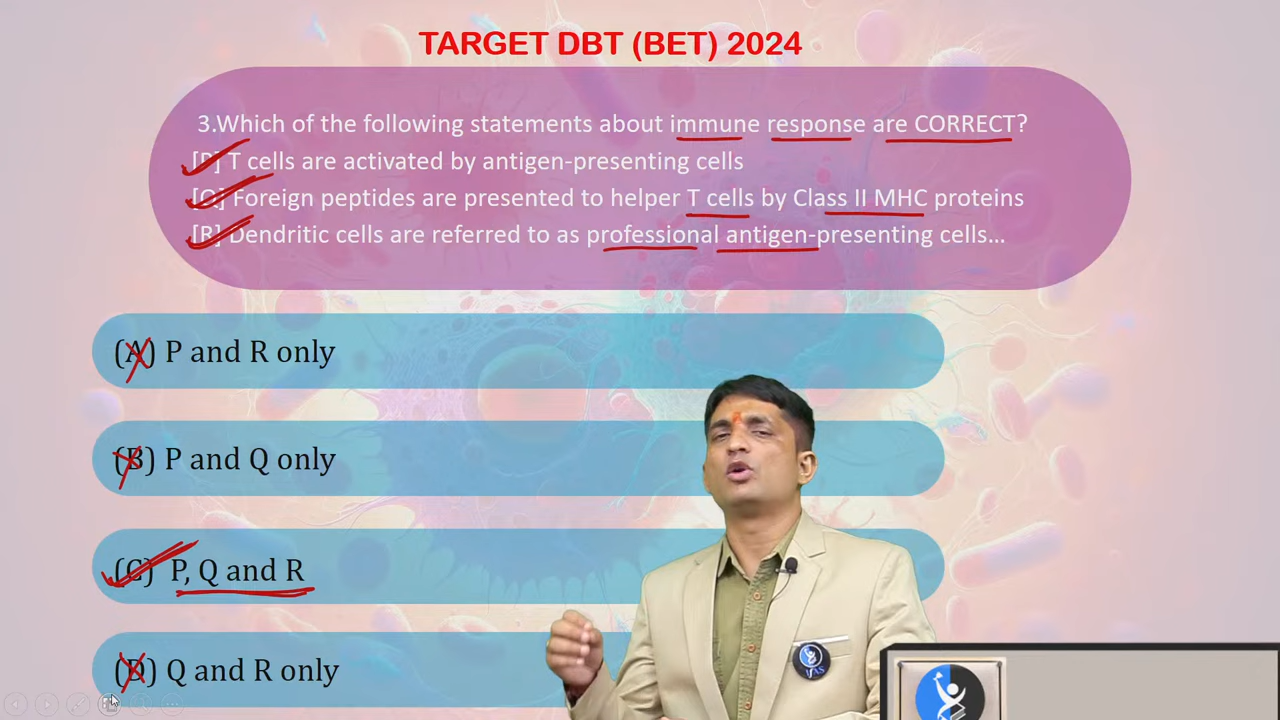 TARGET DBT (BET) 2024
3.Which of the following statements about immune response are CORRECT?
[P] T cells are activated by antigen-presenting cells
[Q] Foreign peptides are presented to helper T cells by Class II MHC proteins
[R] Dendritic cells are referred to as professional antigen-presenting cells...
(A) P and R only
(B) P and Q only
(C) P, Q and R
(D) Q and R only
IFAS